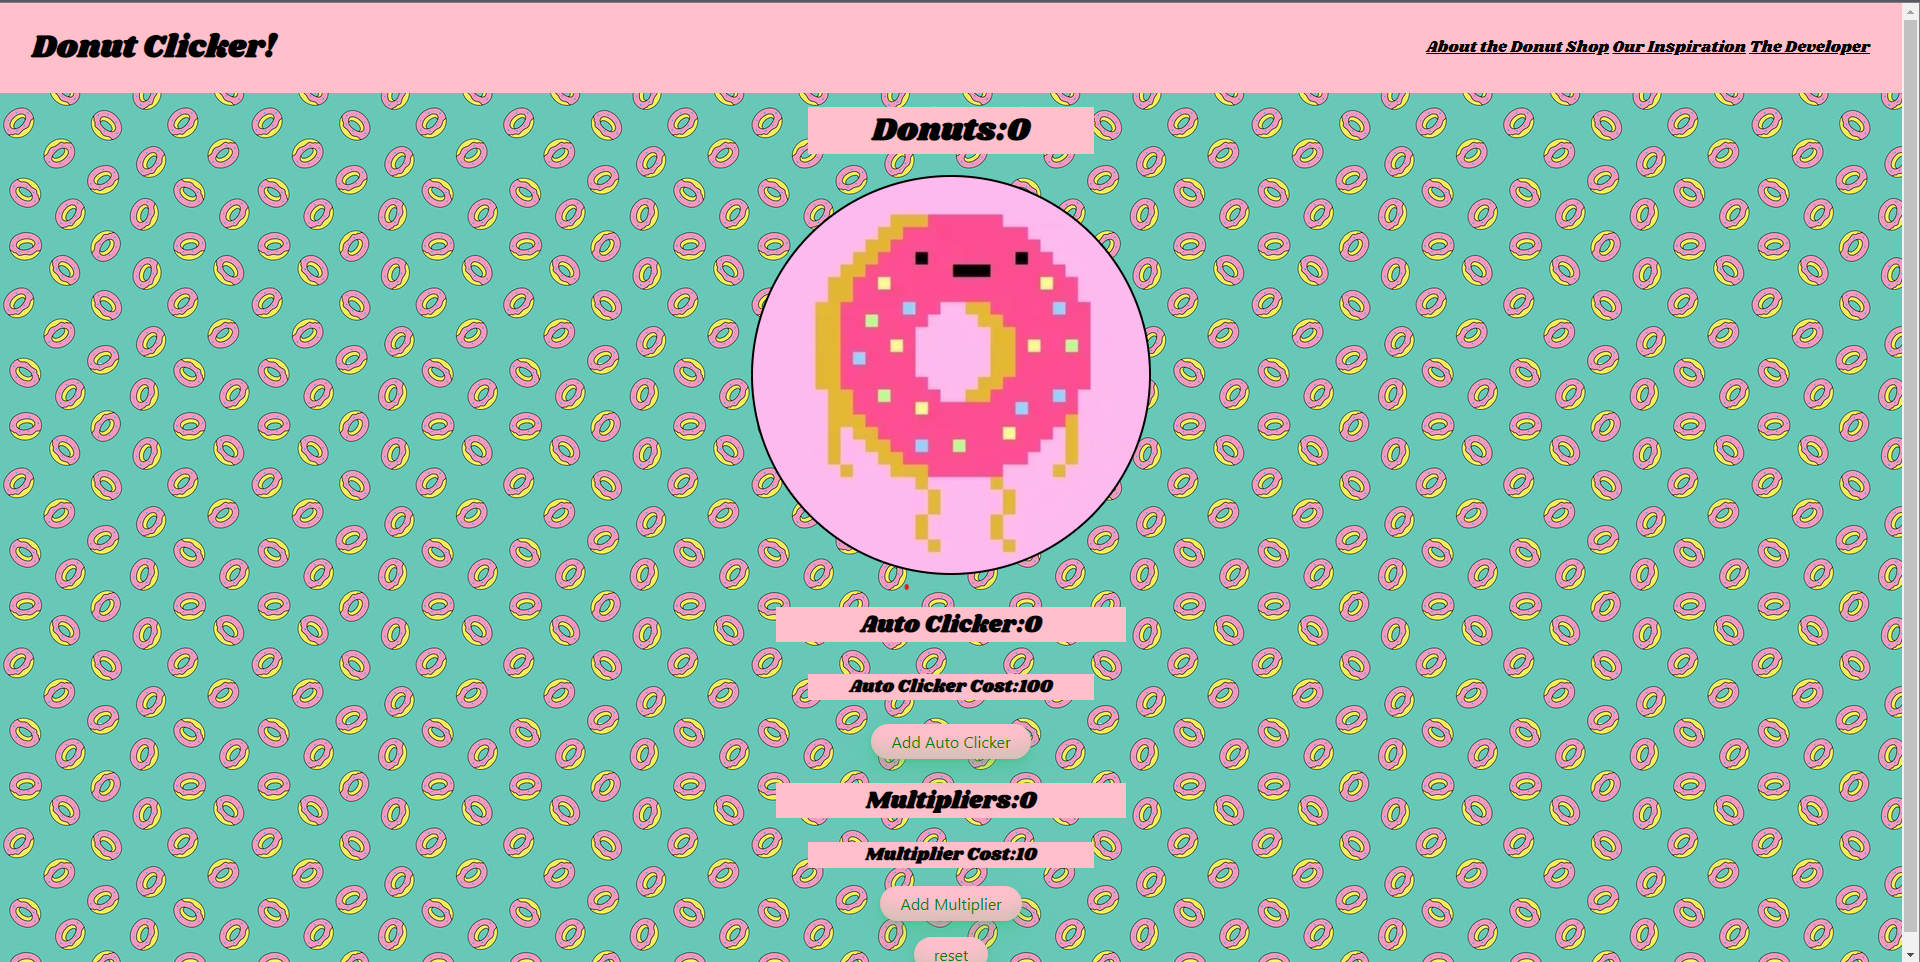 Donut Clicker!
About the Donut Shop Our Inspiration The Developer
Donuts:0
Auto Clicker:0
Auto Clicker Cost:100
Add Auto Clicker
Multipliers:0
Multiplier Cost:10
Add Multiplier
reset